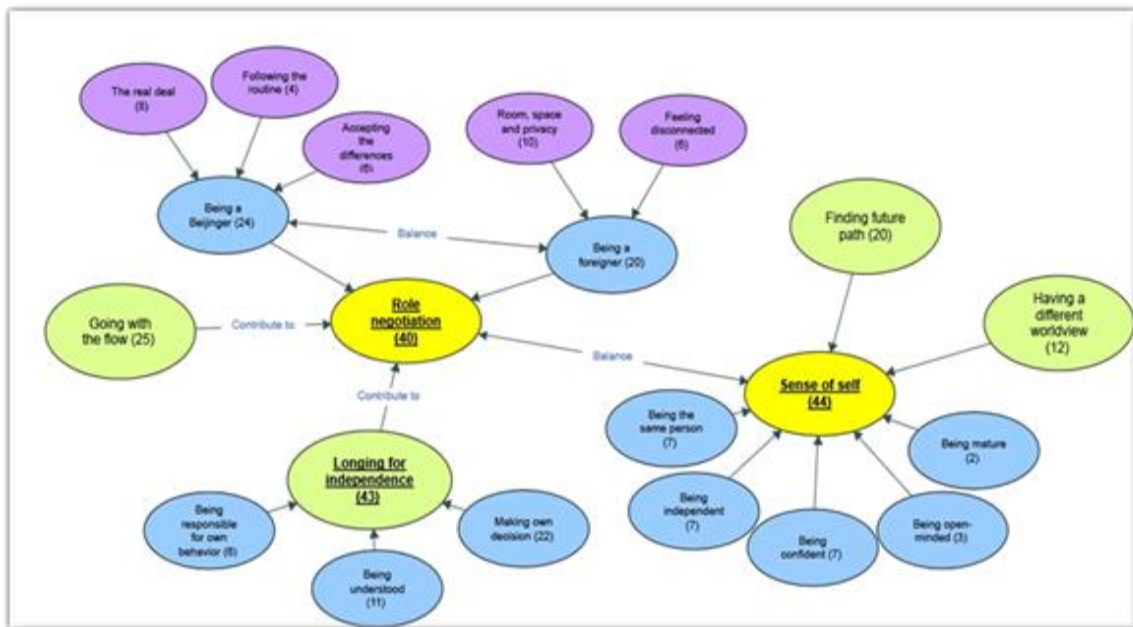 The real deal
(8)
Following the
routine (4)
Accepting
the
differences
(6)
Room, space
and privacy
(10)
Feeling
disconnected
(6)
Being a
Beijinger (24)
Balance
Being a
foreigner (20)
Finding future
path (20)
Having a
different
worldview
(12)
Going with
the flow (25)
Contribute to
Role
negotiation
(40)
Balance
Sense of self
(44)
Contribute to
Being the
same person
(7)
Being mature
(2)
Longing for
independence
(43)
Being
responsible
for own
behavior (6)
Making own
decision (22)
Being
understood
(11)
Being
independent
(7)
Being
confident (7)
Being open-
minded (3)